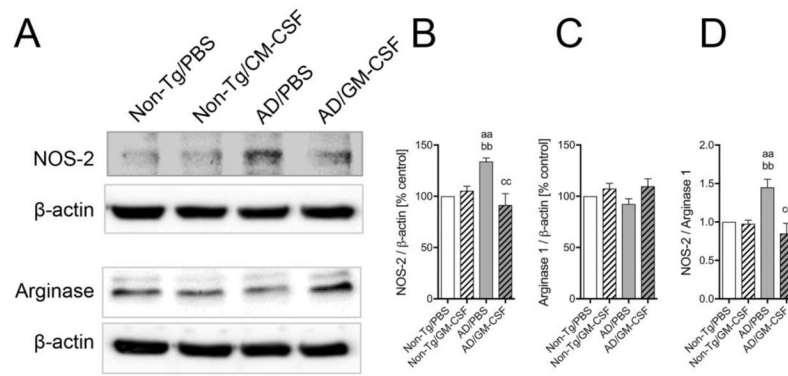 A
Non-Tg/PBS
Non-Tg/CM-CSF
AD/PBS
AD/GM-CSF
NOS-2
β-actin
Arginase
β-actin
B
NOS-2 / β-actin [% central]
150
100
50
0
aa
bb
cc
Non-Tg/PBS
Non-Tg/GM-CSF
AD/PBS
AD/GM-CSF
C
Arginase 1 / β-actin [% control]
150
100
50
0
Non-Tg/PBS
Non-Tg/GM-CSF
AD/PBS
AD/GM-CSF
D
NOS-2 / Arginase 1
2.0
1.5
1.0
0.5
0.0
aa
bb
c
Non-Tg/PBS
Non-Tg/GM-CSF
AD/PBS
AD/GM-CSF